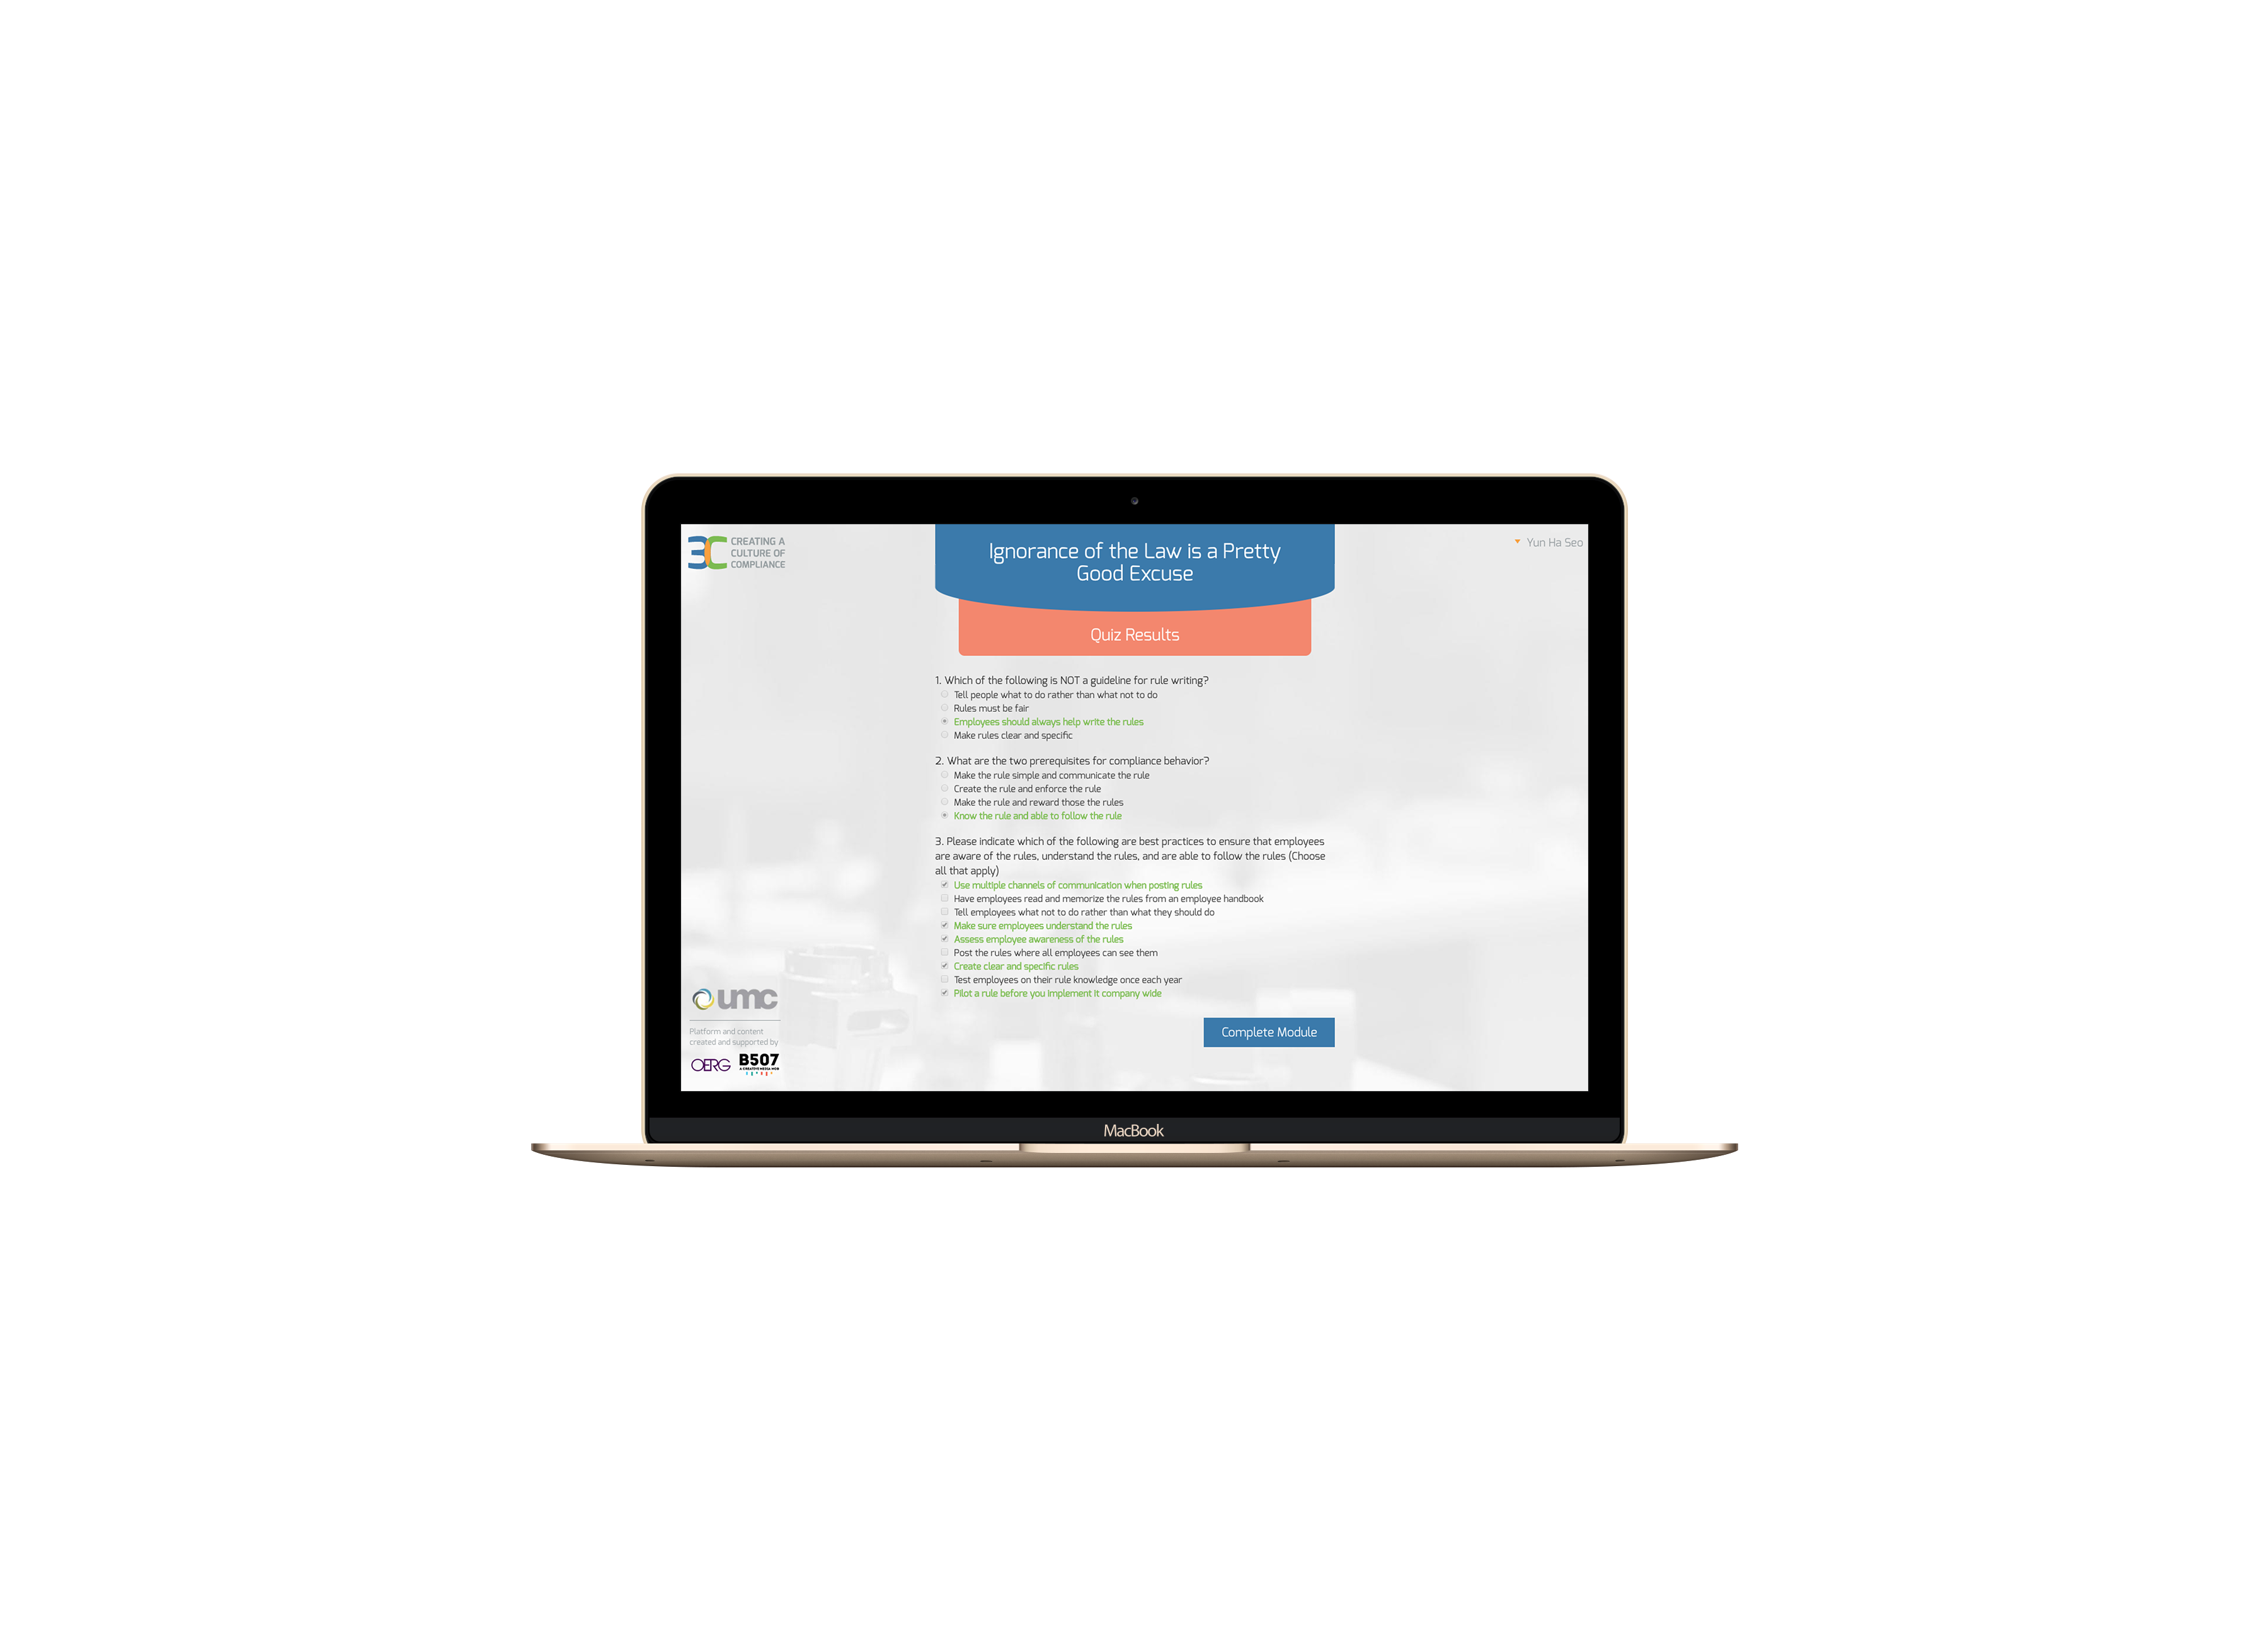 3C CREATING A
CULTURE OF
COMPLIANCE
Ignorance of the Law is a Pretty
Good Excuse
Yun Ha Seo
Quiz Results
1. Which of the following is NOT a guideline for rule writing?
Tell people what to do rather than what not to do
Rules must be fair
Employees should always help write the rules
Make rules clear and specific
2. What are the two prerequisites for compliance behavior?
Make the rule simple and communicate the rule
Create the rule and enforce the rule
Make the rule and reward those the rules
Know the rule and able to follow the rule
3. Please indicate which of the following are best practices to ensure that employees
are aware of the rules, understand the rules, and are able to follow the rules (Choose
all that apply)
Use multiple channels of communication when posting rules
Have employees read and memorize the rules from an employee handbook
Tell employees what not to do rather than what they should do
Make sure employees understand the rules
Assess employee awareness of the rules
Post the rules where all employees can see them
Create clear and specific rules
Test employees on their rule knowledge once each year
Pilot a rule before you implement it company wide
Complete Module
umc
Platform and content
created and supported by
OERG
B507
A CREATIVE MEDIA HUB
MacBook